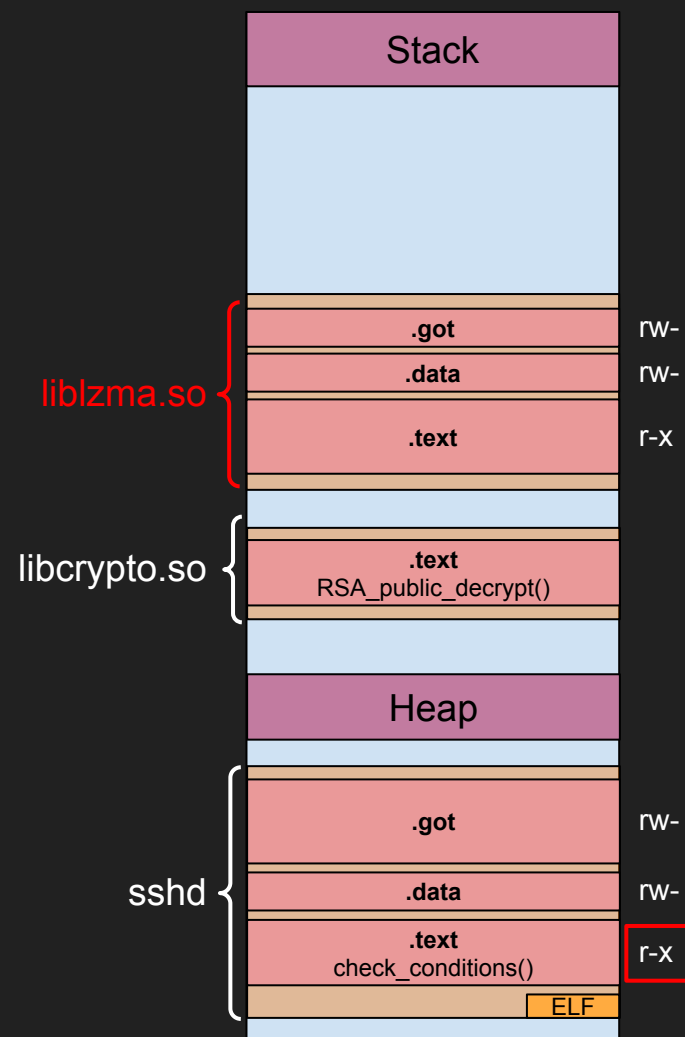 Stack
.got
rw-
.data
rw-
liblzma.so
.text
r-x
libcrypto.so
.text
RSA_public_decrypt()
Heap
.got
rw-
sshd
.data
rw-
.text
check_conditions()
r-x
ELF